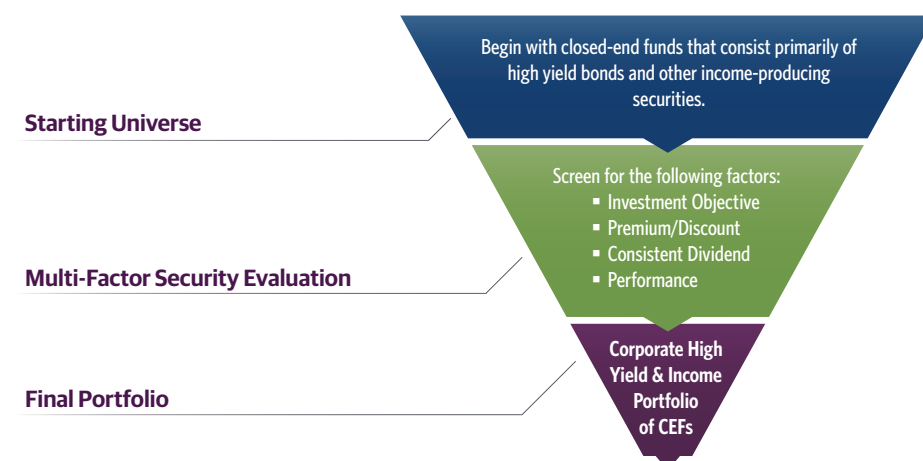 Begin with closed-end funds that consist primarily of
high yield bonds and other income-producing
securities.
Starting Universe
Screen for the following factors:
▪ Investment Objective
▪ Premium/Discount
▪ Consistent Dividend
▪ Performance
Multi-Factor Security Evaluation
Corporate High
Yield & Income
Portfolio
of CEFs
Final Portfolio